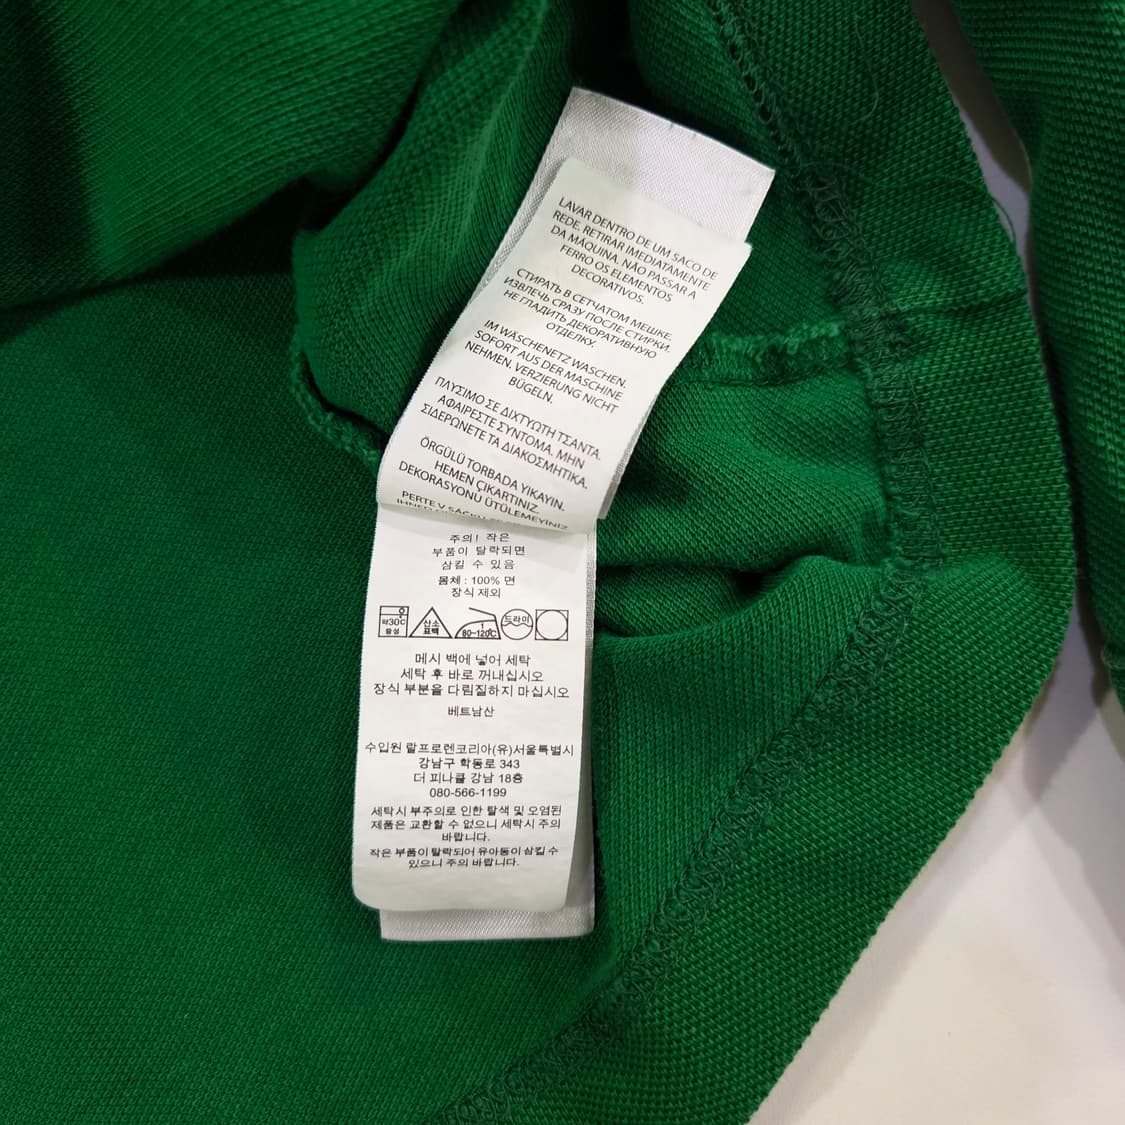 LAVAR DENTRO DE UM SACO DE
REDE. RETIRAR IMEDIATAMENTE
DA MÁQUINA. NÃO PASSAR A
FERRO OS ELEMENTOS
DECORATIVOS.
СТИРАТЬ В СЕТЧАТОМ МЕШКЕ.
ИЗВЛЕЧЬ СРАЗУ ПОСЛЕ СТИРКИ.
НЕ ГЛАДИТЬ ДЕКОРАТИВНУЮ
ОТДЕЛКУ.
IM WÄSCHENETZ WASCHEN.
SOFORT AUS DER MASCHINE
NEHMEN. VERZIERUNG NICHT
BÜGELN.
ΠΛΥΣΙΜΟ ΣΕ ΔΙΧΤΥΩΤΗ ΤΣΑΝΤΑ.
ΑΦΑΙΡΕΣΤΕ ΣΥΝΤΟΜΑ. ΜΗΝ
ΣΙΔΕΡΩΝΕΤΕ ΤΑ ΔΙΑΚΟΣΜΗΤΙΚΑ.
ÖRGÜLÜ TORBADA YIKAYIN.
HEMEN ÇIKARTINIZ.
DEKORASYONU ÜTÜLEMEYİNİZ
PERTE V
주의! 작은
부품이 탈락되면
삼킬 수 있음
몸체 : 100% 면
장식 제외
약30℃ 중성 산소 표백 1 80~120℃ 드라이
메시 백에 넣어 세탁
세탁 후 바로 꺼내십시오
장식 부분을 다림질하지 마십시오
베트남산
수입원 랄프로렌코리아(유)서울특별시
강남구 학동로 343
더 피나클 강남 18층
080-566-1199
세탁시 부주의로 인한 탈색 및 오염된
제품은 교환할 수 없으니 세탁시 주의
바랍니다.
작은 부품이 탈락되어 유아동이 삼킬 수
있으니 주의 바랍니다.